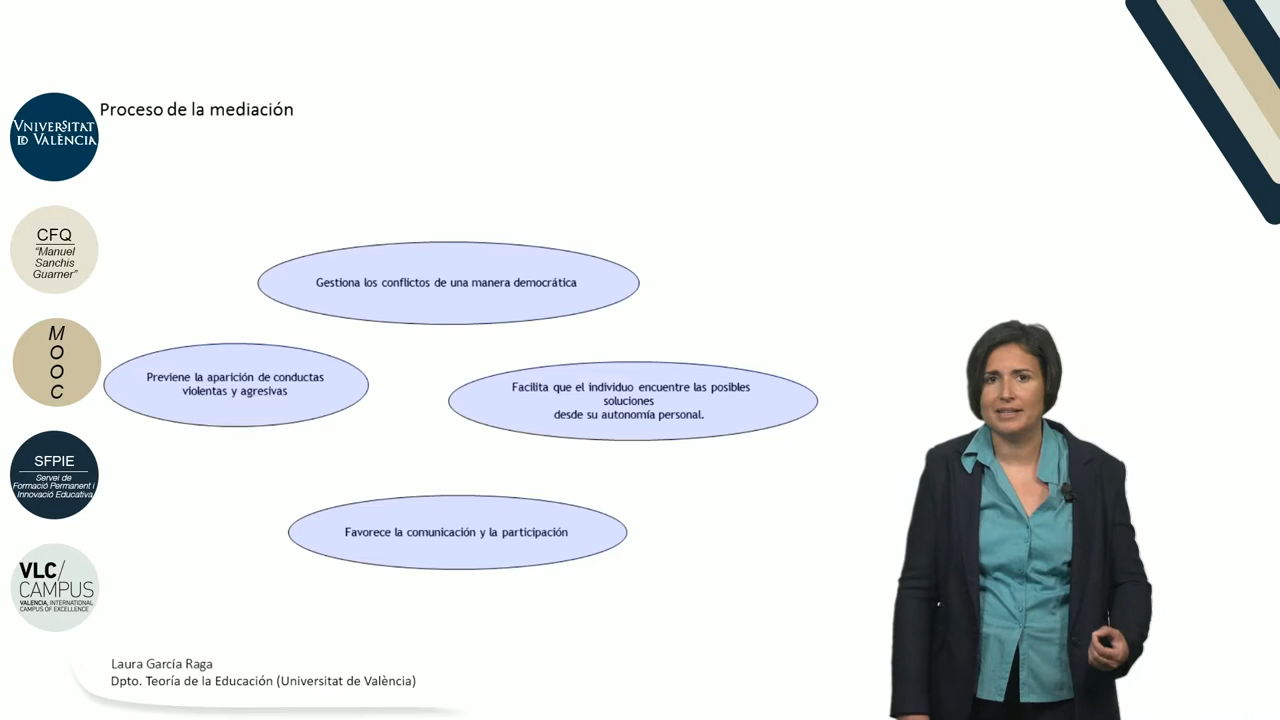 Proceso de la mediación
VNIVERSITAT
ID VALÈNCIA
CFQ
“Manuel
Sanchis
Guarner”
M
O
O
C
SFPIE
Servei de
Formació Permanent i
Innovació Educativa
VLC/
CAMPUS
VALENCIA, INTERNATIONAL
CAMPUS OF EXCELLENCE
Gestiona los conflictos de una manera democrática
Previene la aparición de conductas
violentas y agresivas
Facilita que el individuo encuentre las posibles
soluciones
desde su autonomía personal.
Favorece la comunicación y la participación
Laura García Raga
Dpto. Teoría de la Educación (Universitat de València)